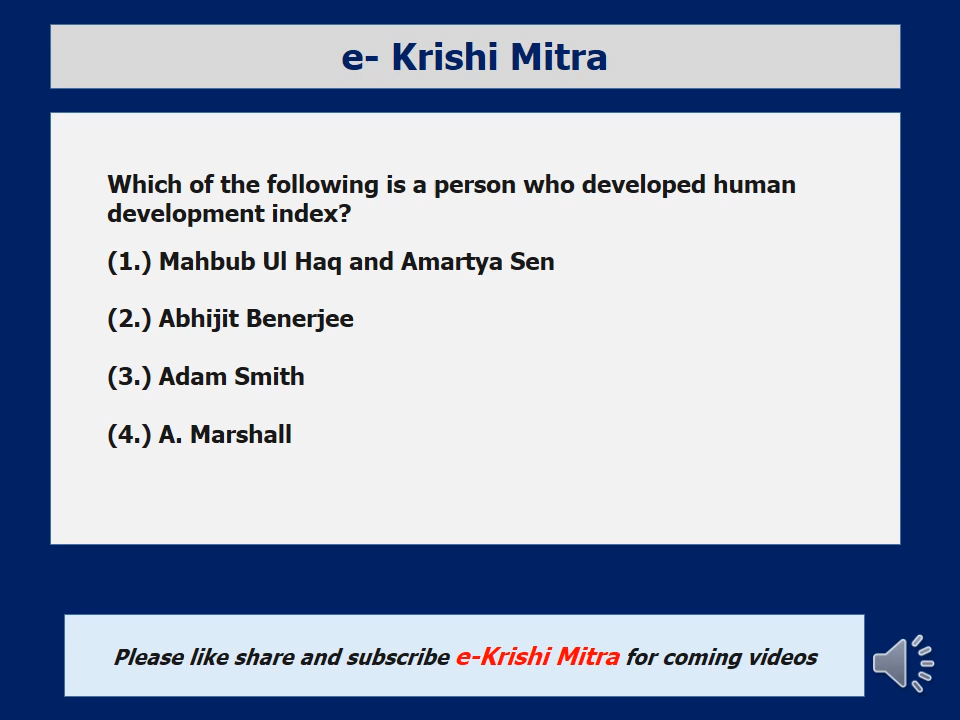 e- Krishi Mitra
Which of the following is a person who developed human
development index?
(1.) Mahbub Ul Haq and Amartya Sen
(2.) Abhijit Benerjee
(3.) Adam Smith
(4.) A. Marshall
Please like share and subscribe e-Krishi Mitra for coming videos